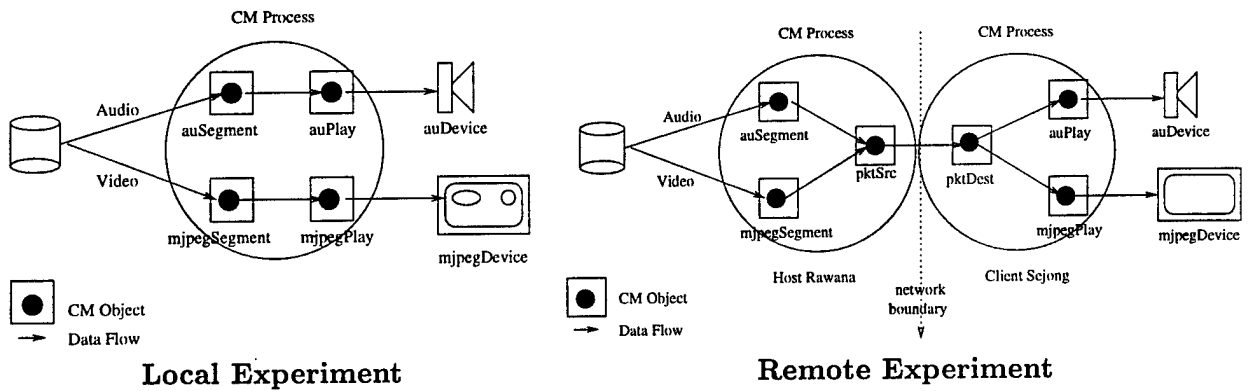 CM Process
Audio
Video
auSegment
auPlay
auDevice
mjpegSegment
mjpegPlay
mjpegDevice
CM Object
Data Flow
Local Experiment
CM Process
CM Process
Audio
Video
auSegment
pktSrc
mjpegSegment
pktDest
auPlay
auDevice
mjpegPlay
mjpegDevice
Host Rawana
Client Sejong
network
boundary
CM Object
Data Flow
Remote Experiment